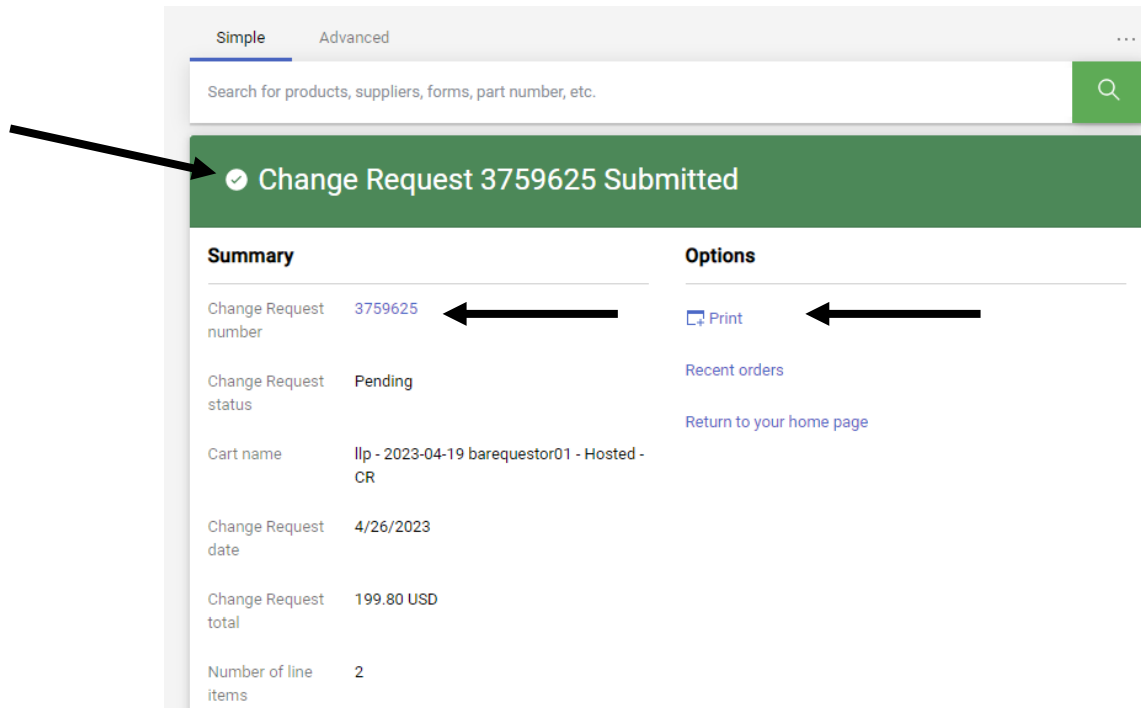 Simple Advanced ...
Search for products, suppliers, forms, part number, etc.
Change Request 3759625 Submitted
Summary
Change Request 3759625
number
Change Request Pending
status
Cart name llp - 2023-04-19 barequestor01 - Hosted -
CR
Change Request 4/26/2023
date
Change Request 199.80 USD
total
Number of line 2
items
Options
Print
Recent orders
Return to your home page